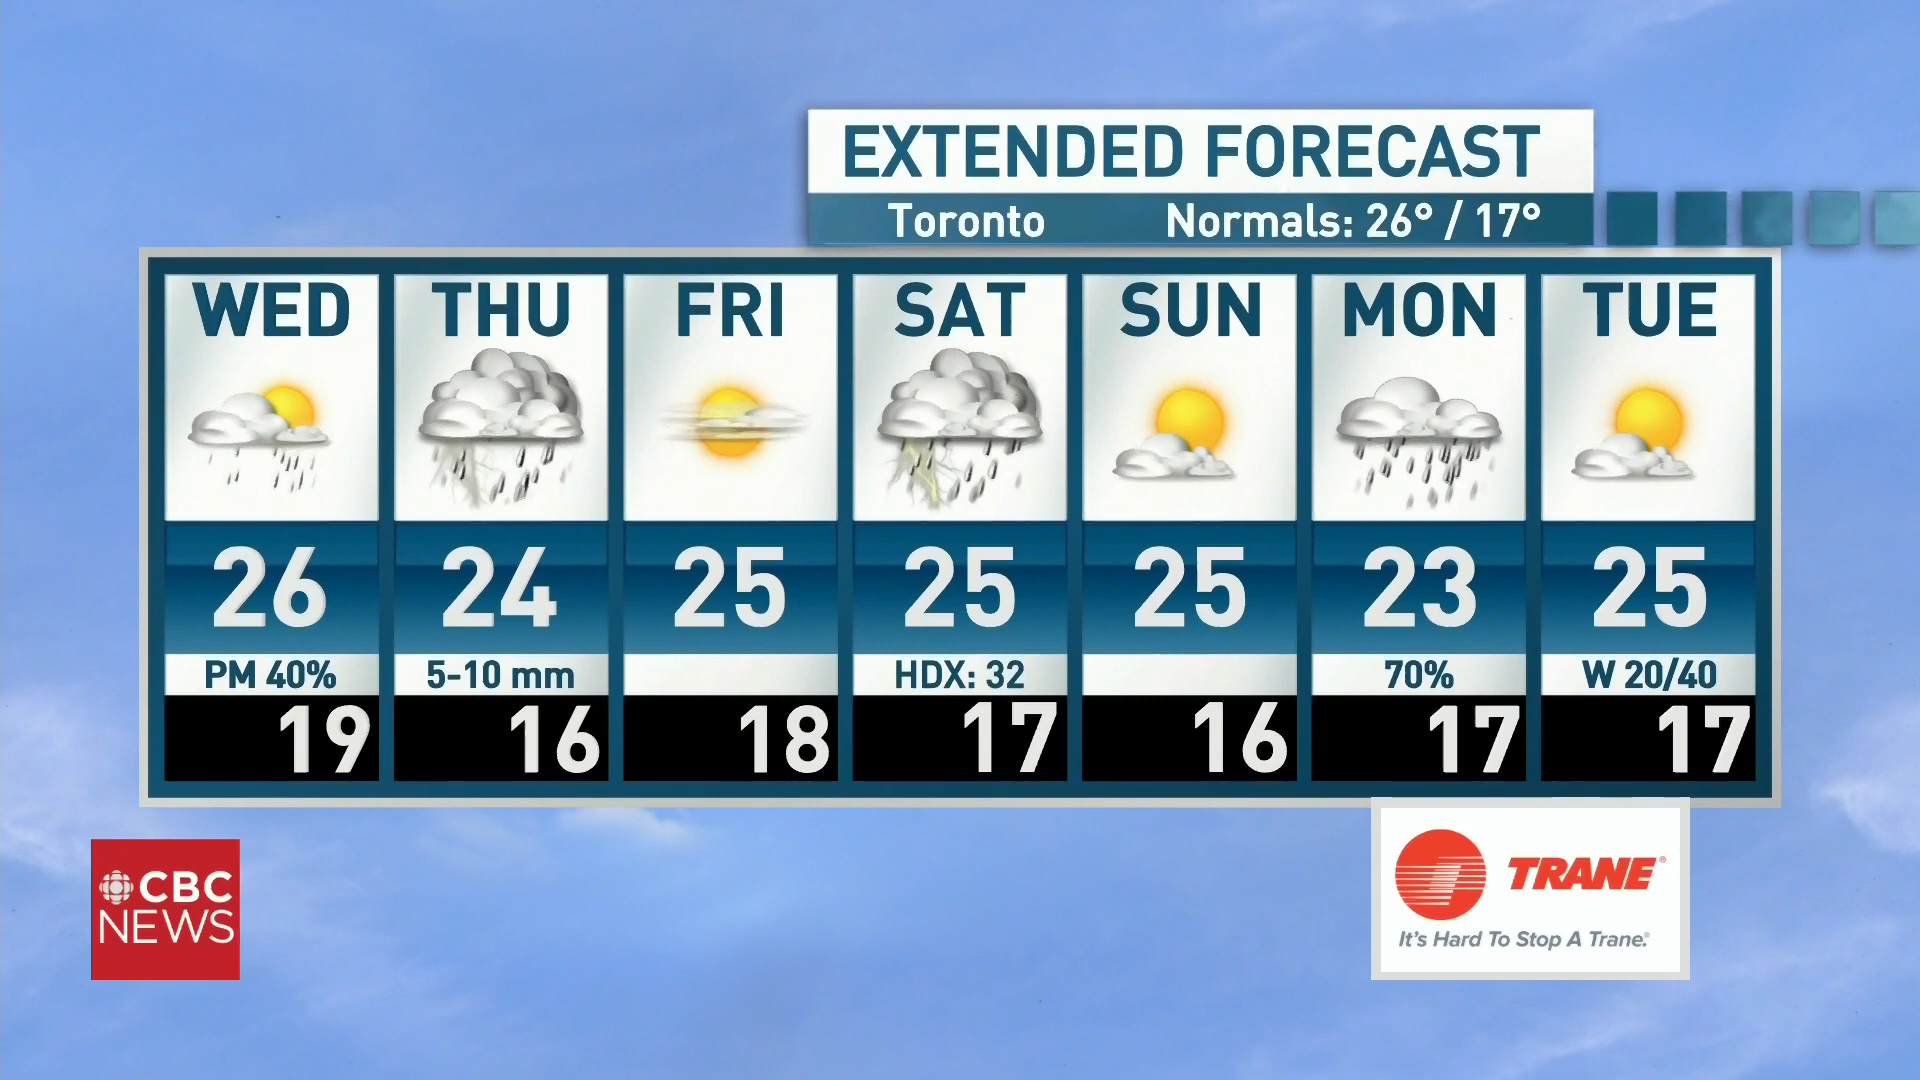 EXTENDED FORECAST
Toronto Normals: 26° / 17°
WED THU FRI SAT SUN MON TUE
26 24 25 25 25 23 25
PM 40% 5-10 mm HDX: 32 70% W 20/40
19 16 18 17 16 17 17
CBC
NEWS
TRANE®
It's Hard To Stop A Trane.®